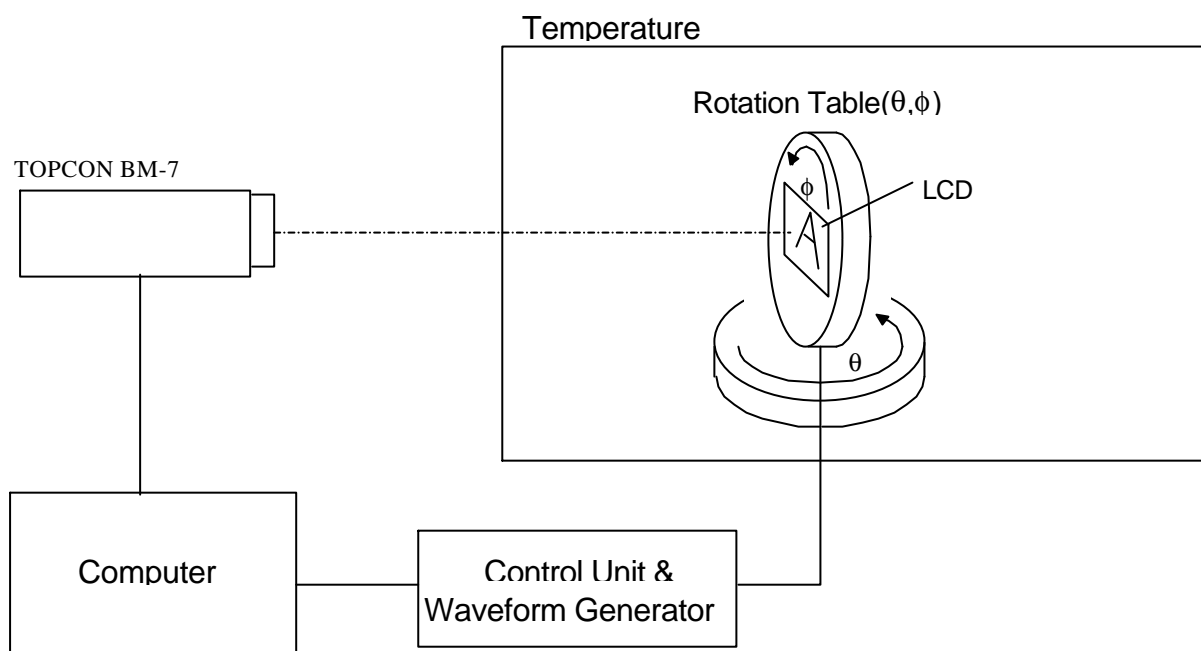 Temperature
Rotation Table(θ,ϕ)
TOPCON BM-7
ϕ
LCD
A
θ
Computer
Control Unit &
Waveform Generator